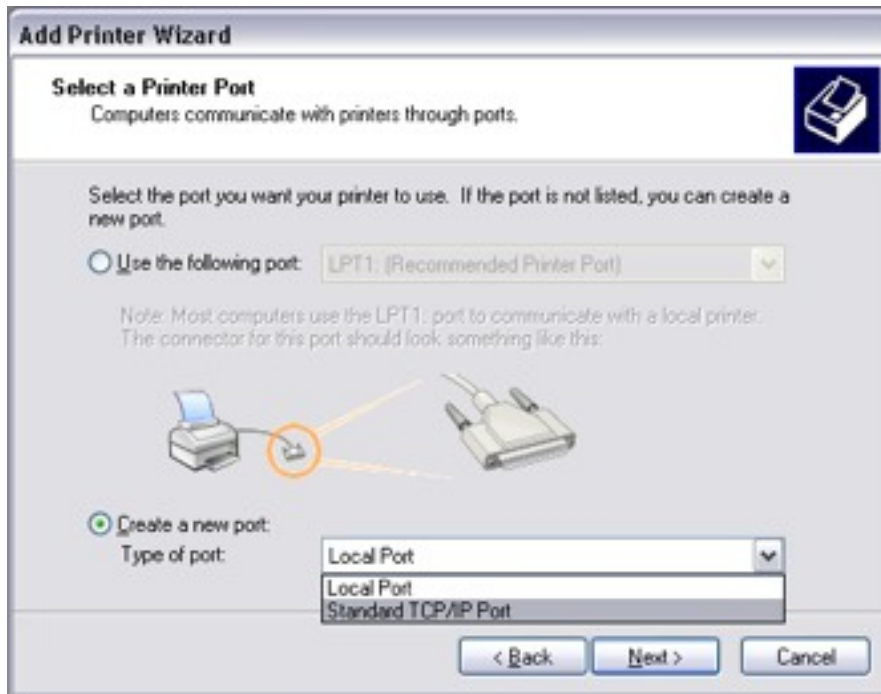 Add Printer Wizard
Select a Printer Port
Computers communicate with printers through ports.
Select the port you want your printer to use. If the port is not listed, you can create a
new port.
Use the following port: LPT1: (Recommended Printer Port)
Note: Most computers use the LPT1: port to communicate with a local printer.
The connector for this port should look something like this:
Create a new port:
Type of port: Local Port
Local Port
Standard TCP/IP Port
< Back Next > Cancel